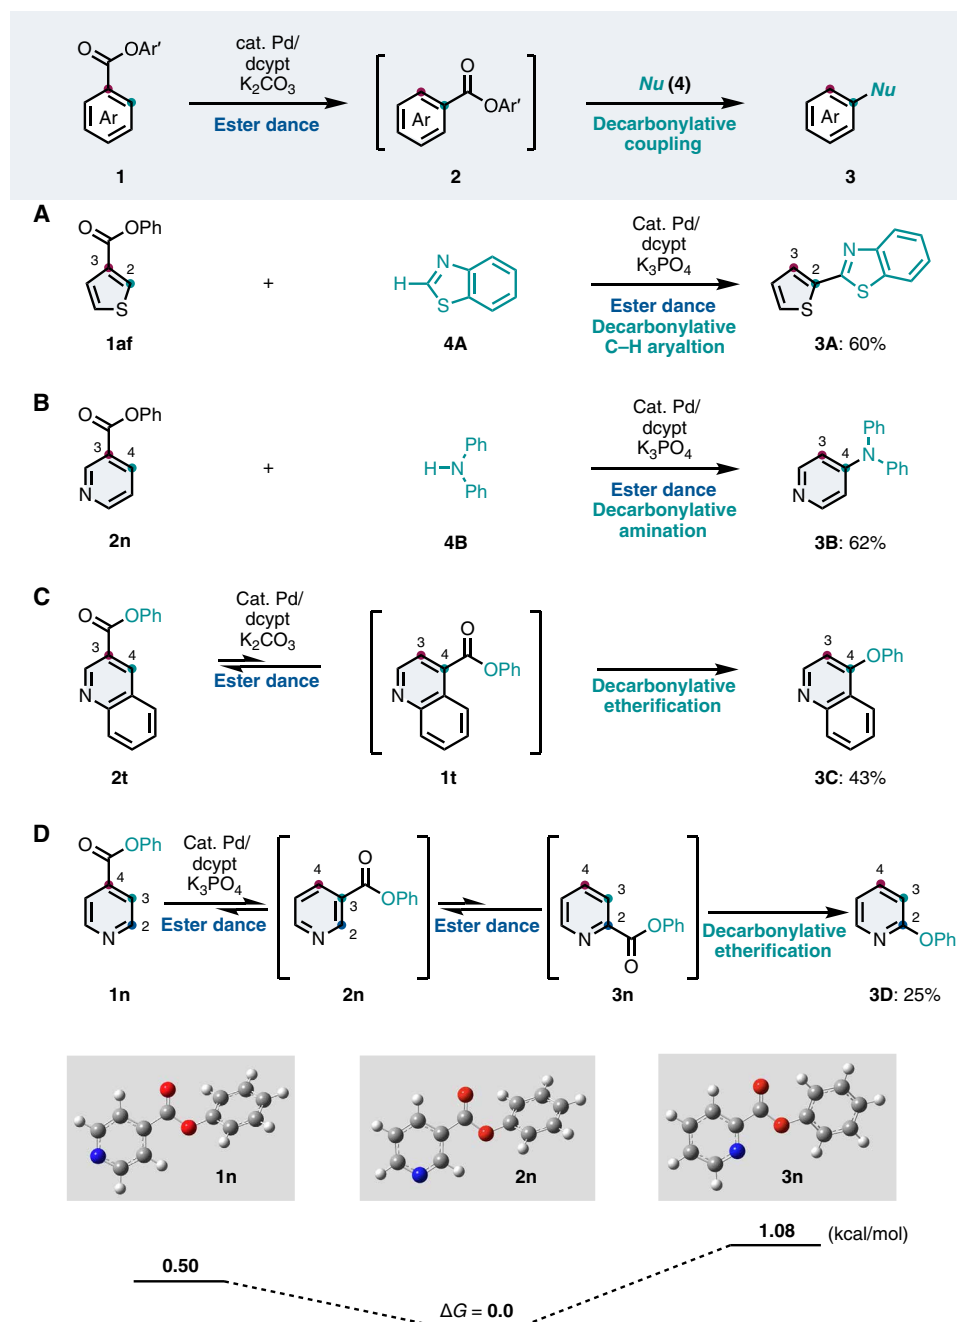 O
OAr′
Ar
1
cat. Pd/
dcypt
K2CO3
Ester dance
O
OAr′
Ar
2
Nu (4)
Decarbonylative
coupling
Nu
Ar
3
A
O
OPh
3
2
S
1af
+
N
H
S
4A
Cat. Pd/
dcypt
K3PO4
Ester dance
Decarbonylative
C–H aryaltion
3
2
N
S
S
3A: 60%
B
O
OPh
3
4
N
2n
+
Ph
H
N
Ph
4B
Cat. Pd/
dcypt
K3PO4
Ester dance
Decarbonylative
amination
Ph
3
N
4
Ph
N
3B: 62%
C
O
OPh
3
4
N
2t
Cat. Pd/
dcypt
K2CO3
Ester dance
O
3
4
OPh
N
1t
Decarbonylative
etherification
3
4
OPh
N
3C: 43%
D
O
OPh
4
3
2
N
1n
Cat. Pd/
dcypt
K3PO4
Ester dance
O
4
OPh
3
2
N
2n
Ester dance
4
3
2
N
OPh
O
3n
Decarbonylative
etherification
4
3
2
N
OPh
3D: 25%
1n
2n
3n
1.08 (kcal/mol)
0.50
ΔG = 0.0